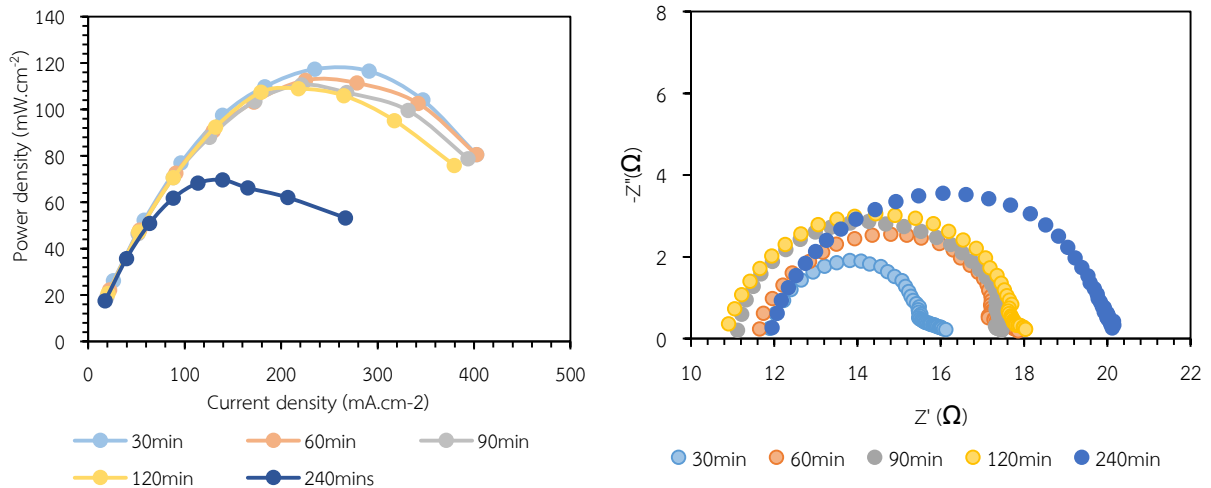 Power density (mW.cm-2)
140
120
100
80
60
40
20
0
0 100 200 300 400 500
Current density (mA.cm-2)
30min 60min 90min
120min 240mins
-Z"(Ω)
8
6
4
2
0
10 12 14 16 18 20 22
Z' (Ω)
30min 60min 90min 120min 240min